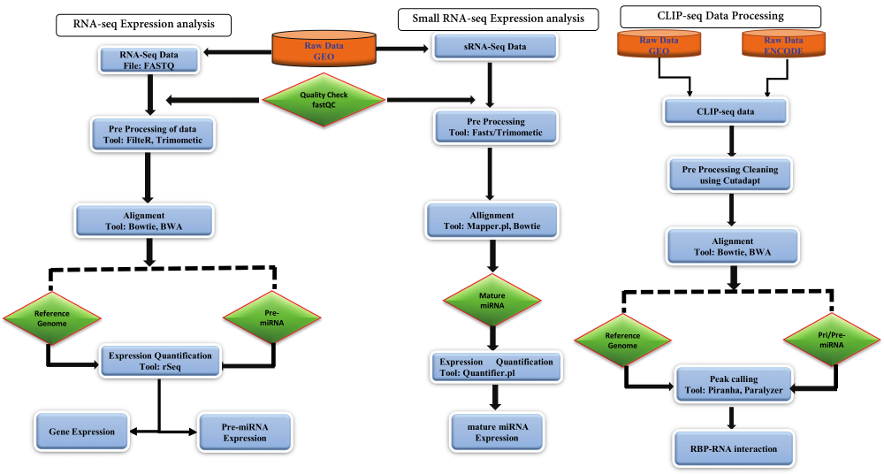 RNA-seq Expression analysis
Raw Data
GEO
RNA-Seq Data
File: FASTQ
Quality Check
fastQC
Pre Processing of data
Tool: FilteR, Trimometic
Alignment
Tool: Bowtie, BWA
Reference
Genome
Pre-
miRNA
Expression Quantification
Tool: rSeq
Gene Expression
Pre-miRNA
Expression
Small RNA-seq Expression analysis
sRNA-Seq Data
Pre Processing
Tool: Fastx/Trimometic
Allignment
Tool: Mapper.pl, Bowtie
Mature
miRNA
Expression Quantification
Tool: Quantifier.pl
mature miRNA
Expression
CLIP-seq Data Processing
Raw Data
GEO
Raw Data
ENCODE
CLIP-seq data
Pre Processing Cleaning
using Cutadapt
Alignment
Tool: Bowtie, BWA
Reference
Genome
Pri/Pre-
miRNA
Peak calling
Tool: Piranha, Paralyzer
RBP-RNA interaction